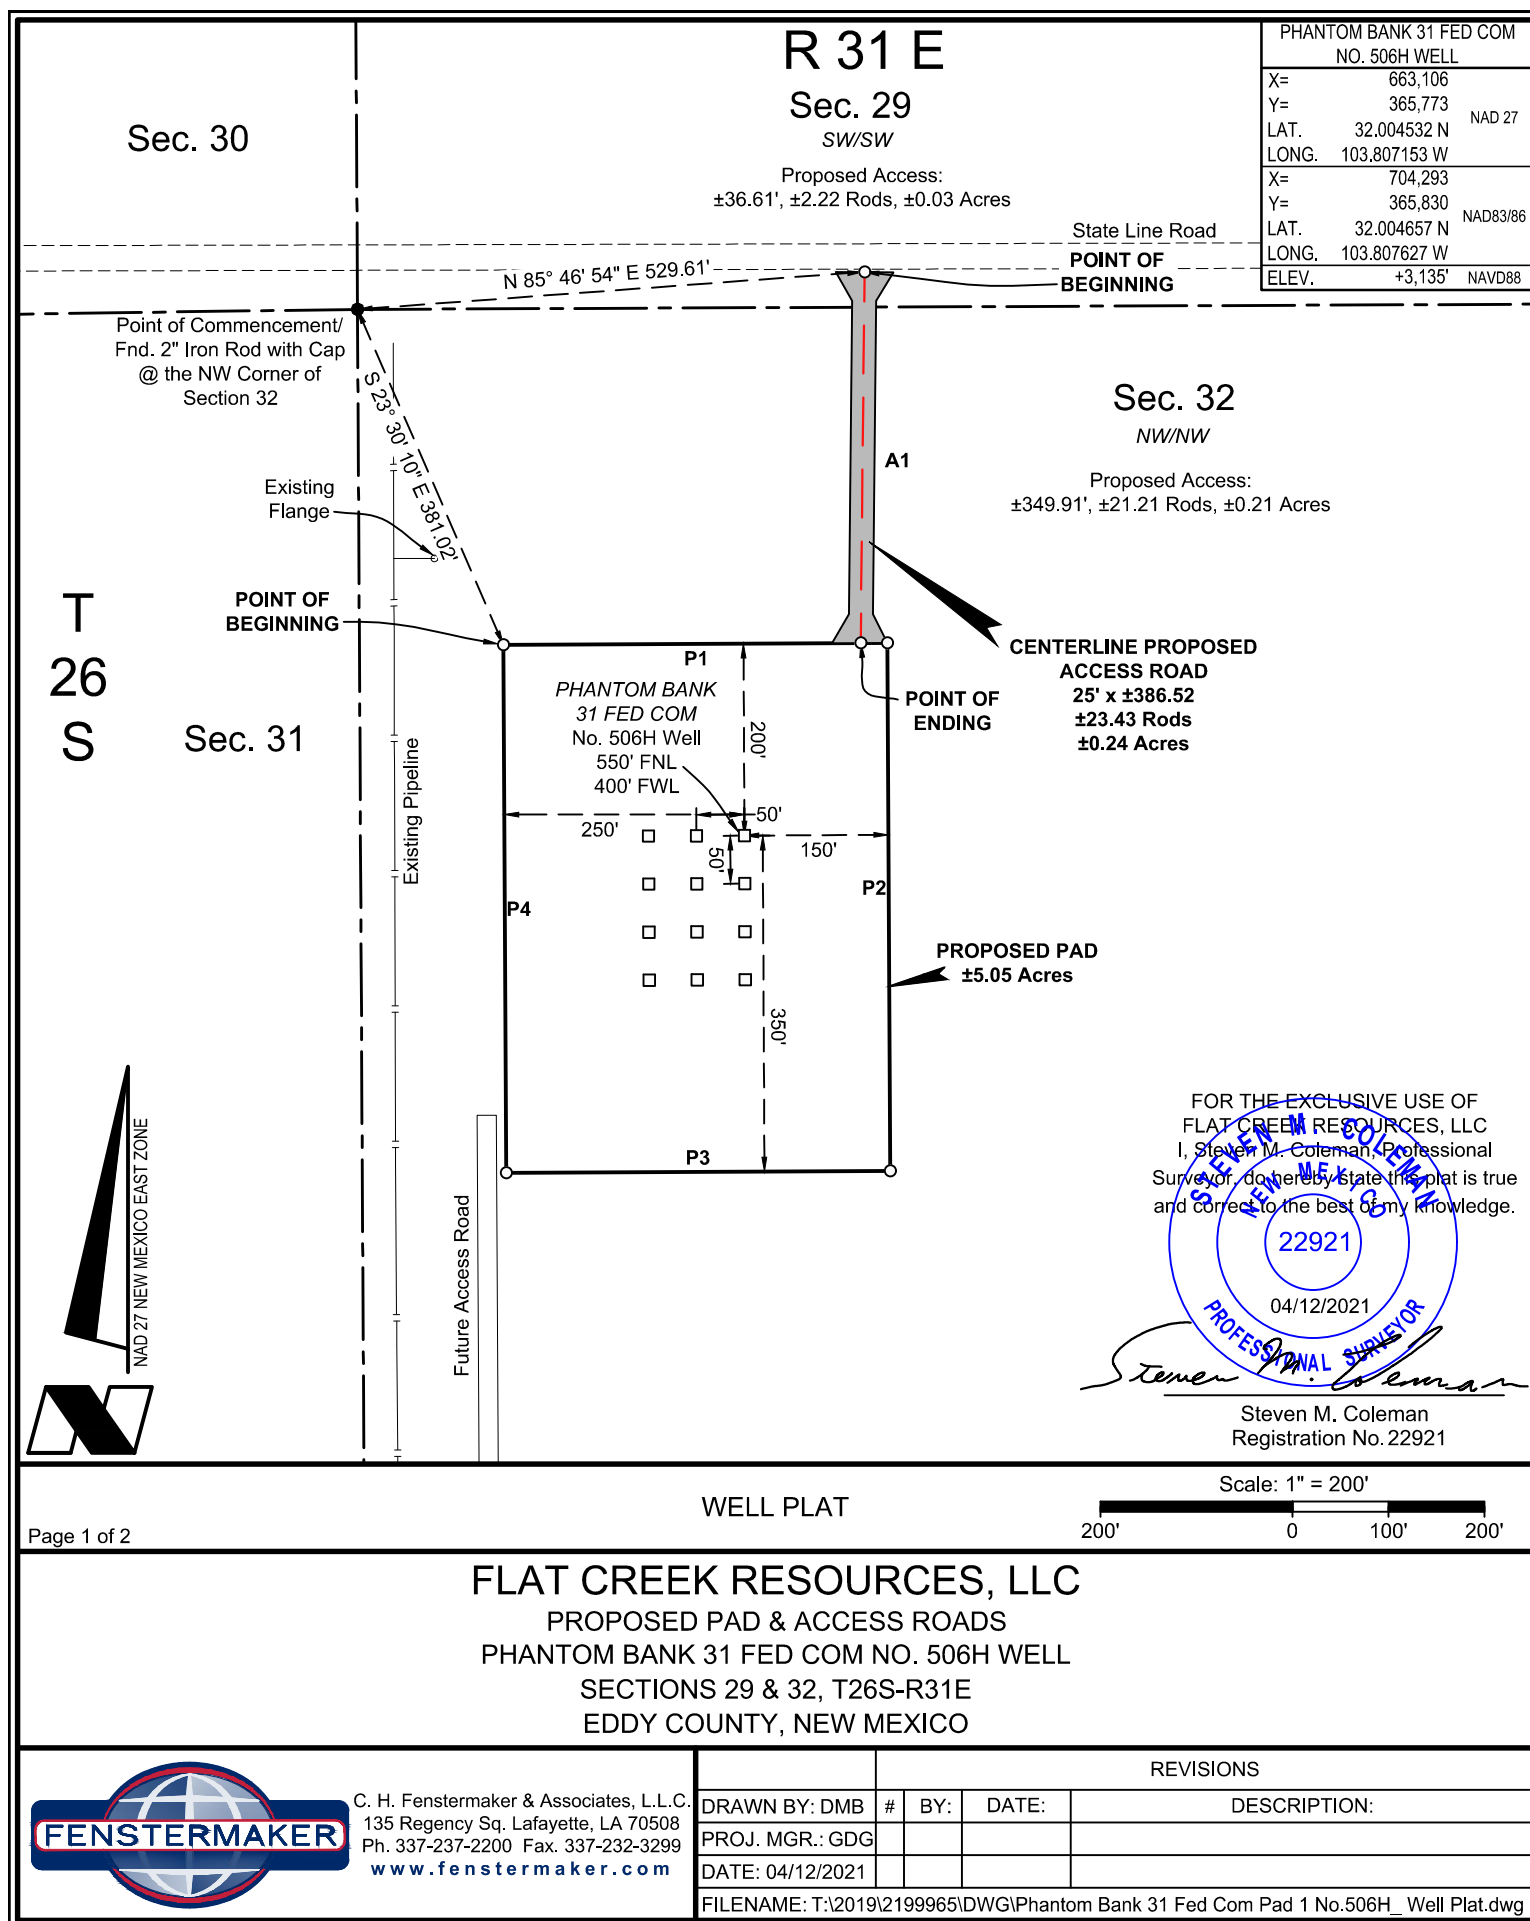 R 31 E
Sec. 30
Sec. 29
SW/SW
Proposed Access:
±36.61', ±2.22 Rods, ±0.03 Acres
PHANTOM BANK 31 FED COM
NO. 506H WELL
X= 663,106
Y= 365,773
LAT. 32.004532 N
LONG. 103.807153 W
NAD 27
X= 704,293
Y= 365,830
LAT. 32.004657 N
LONG. 103.807627 W
NAD83/86
ELEV. +3,135' NAVD88
State Line Road
N 85° 46' 54" E 529.61'
POINT OF
BEGINNING
Point of Commencement/
Fnd. 2" Iron Rod with Cap
@ the NW Corner of
Section 32
S 23° 30' 10" E 381.02'
Sec. 32
NW/NW
A1
Proposed Access:
±349.91', ±21.21 Rods, ±0.21 Acres
Existing
Flange
T
26
S
POINT OF
BEGINNING
Sec. 31
P1
PHANTOM BANK
31 FED COM
No. 506H Well
550' FNL
400' FWL
200'
POINT OF
ENDING
CENTERLINE PROPOSED
ACCESS ROAD
25' x ±386.52
±23.43 Rods
±0.24 Acres
Existing Pipeline
250'
50'
50'
150'
P2
P4
PROPOSED PAD
±5.05 Acres
350'
P3
Future Access Road
NAD 27 NEW MEXICO EAST ZONE
FOR THE EXCLUSIVE USE OF
FLAT CREEK RESOURCES, LLC
I, Steven M. Coleman, Professional
Surveyor, do hereby state this plat is true
and correct to the best of my knowledge.
STEVEN M. COLEMAN
NEW MEXICO
22921
04/12/2021
PROFESSIONAL SURVEYOR
Steven M. Coleman
Steven M. Coleman
Registration No. 22921
Page 1 of 2
WELL PLAT
Scale: 1" = 200'
200' 0 100' 200'
FLAT CREEK RESOURCES, LLC
PROPOSED PAD & ACCESS ROADS
PHANTOM BANK 31 FED COM NO. 506H WELL
SECTIONS 29 & 32, T26S-R31E
EDDY COUNTY, NEW MEXICO
FENSTERMAKER
C. H. Fenstermaker & Associates, L.L.C.
135 Regency Sq. Lafayette, LA 70508
Ph. 337-237-2200 Fax. 337-232-3299
www.fenstermaker.com
REVISIONS
DRAWN BY: DMB # BY: DATE: DESCRIPTION:
PROJ. MGR.: GDG
DATE: 04/12/2021
FILENAME: T:\2019\2199965\DWG\Phantom Bank 31 Fed Com Pad 1 No.506H_ Well Plat.dwg